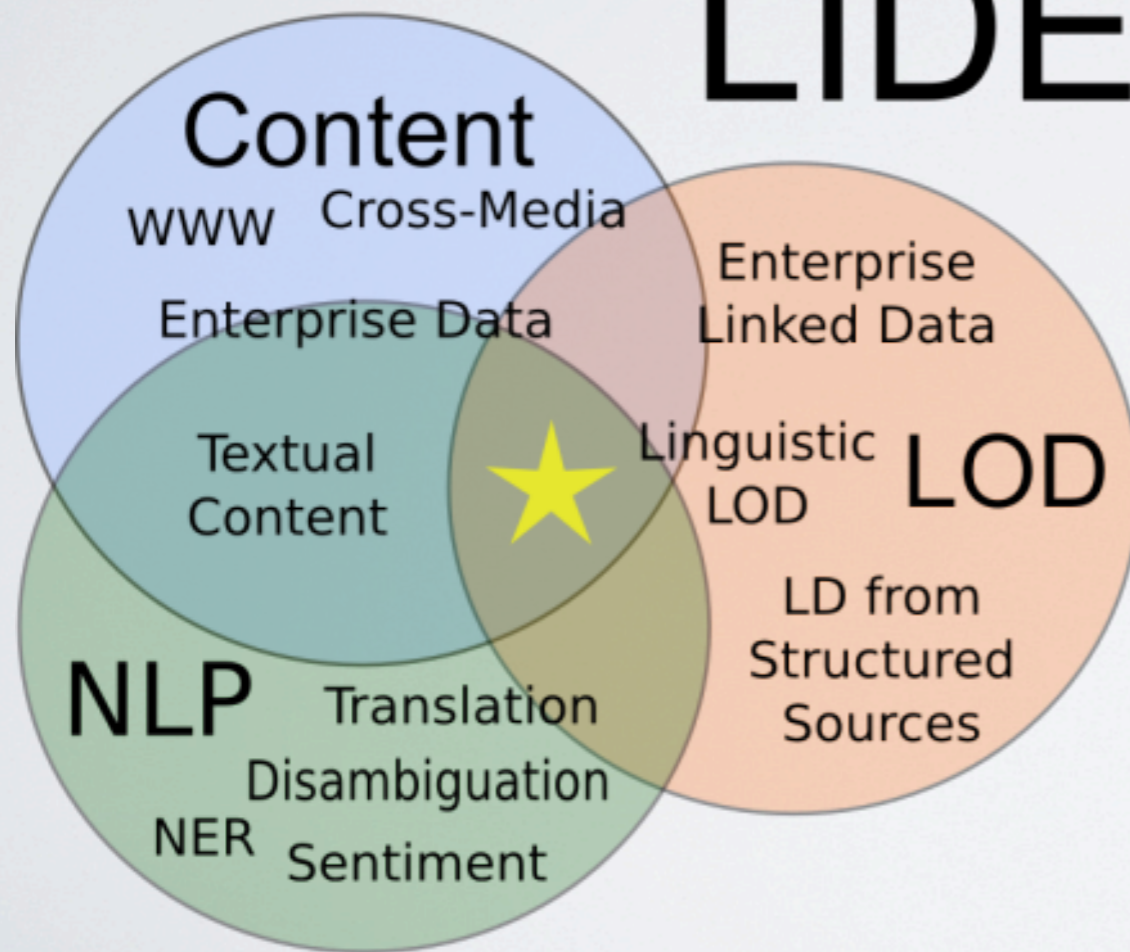 LIDE
Content
WWW Cross-Media
Enterprise Data
Enterprise
Linked Data
Textual
Content
Linguistic
LOD
LOD
LD from
Structured
Sources
NLP
Translation
Disambiguation
NER
Sentiment